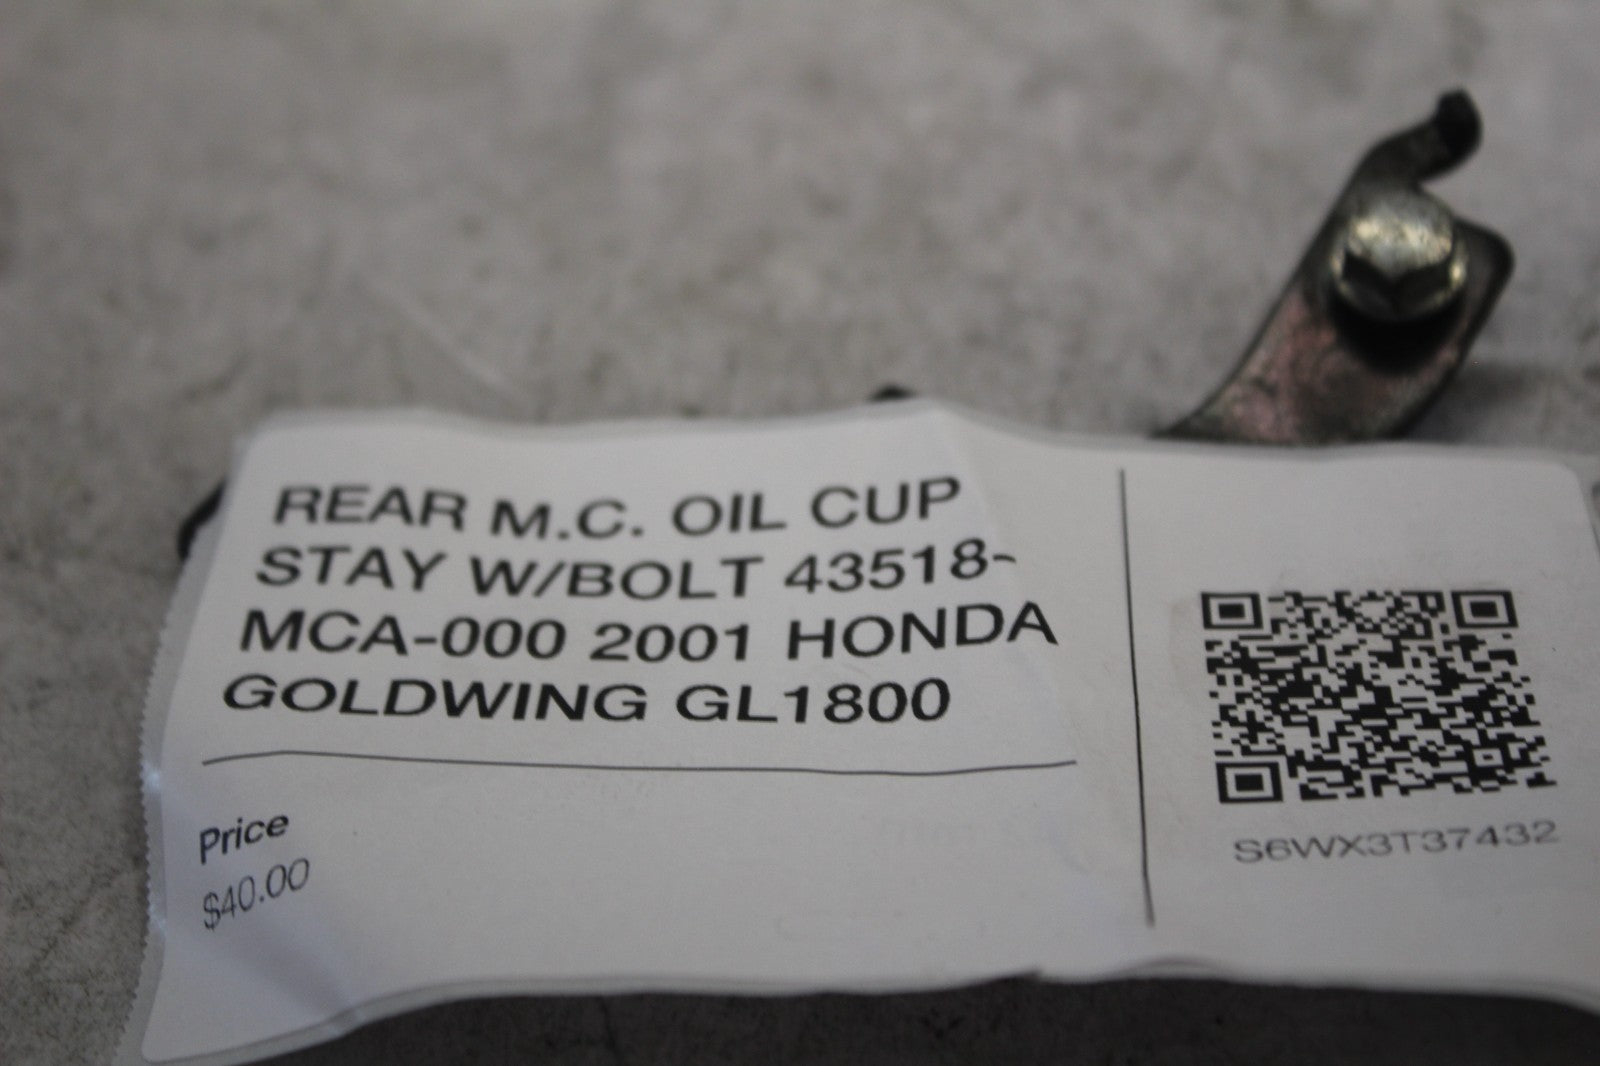 REAR M.C. OIL CUP
STAY W/BOLT 43518-
MCA-000 2001 HONDA
GOLDWING GL1800
Price
$40.00
S6WX3T37432